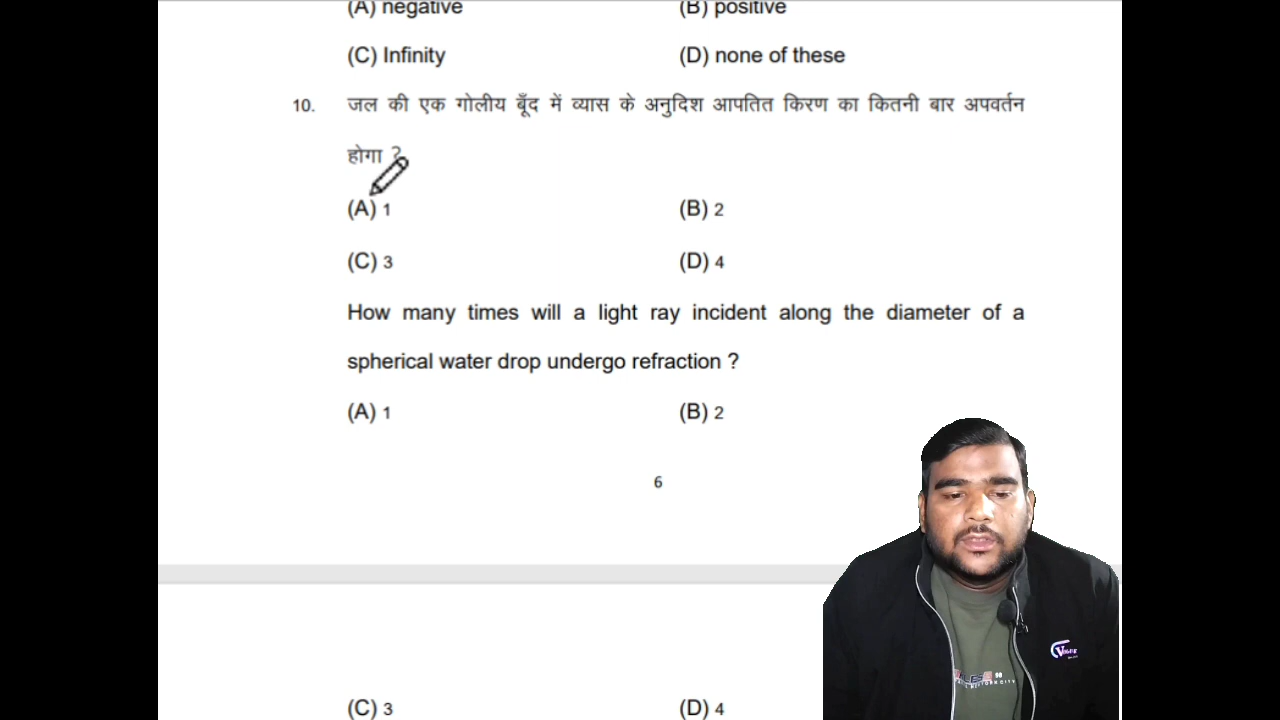 (A) negative (B) positive
(C) Infinity (D) none of these
10. जल की एक गोलीय बूँद में व्यास के अनुदिश आपतित किरण का कितनी बार अपवर्तन
होगा ?
(A) 1 (B) 2
(C) 3 (D) 4
How many times will a light ray incident along the diameter of a
spherical water drop undergo refraction ?
(A) 1 (B) 2
6
(C) 3 (D) 4